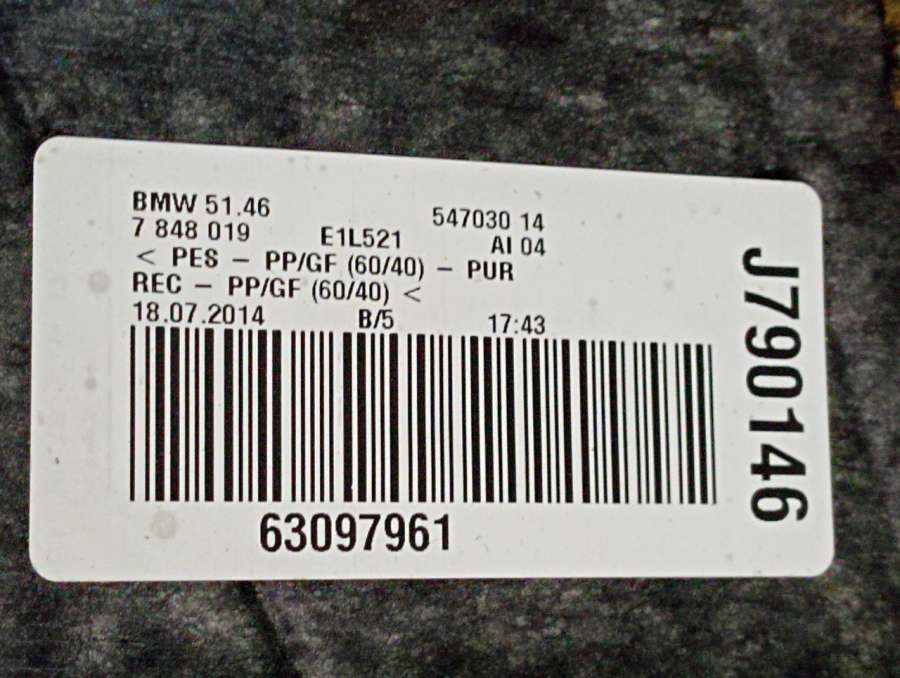 BMW 51.46 547030 14
7 848 019 E1L521 AI 04
< PES - PP/GF (60/40) - PUR
REC - PP/GF (60/40) <
18.07.2014 B/5 17:43
63097961
J790146